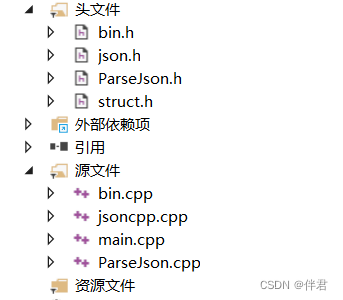 头文件
bin.h
json.h
ParseJson.h
struct.h
外部依赖项
引用
源文件
bin.cpp
jsoncpp.cpp
main.cpp
ParseJson.cpp
资源文件
CSDN @伴君